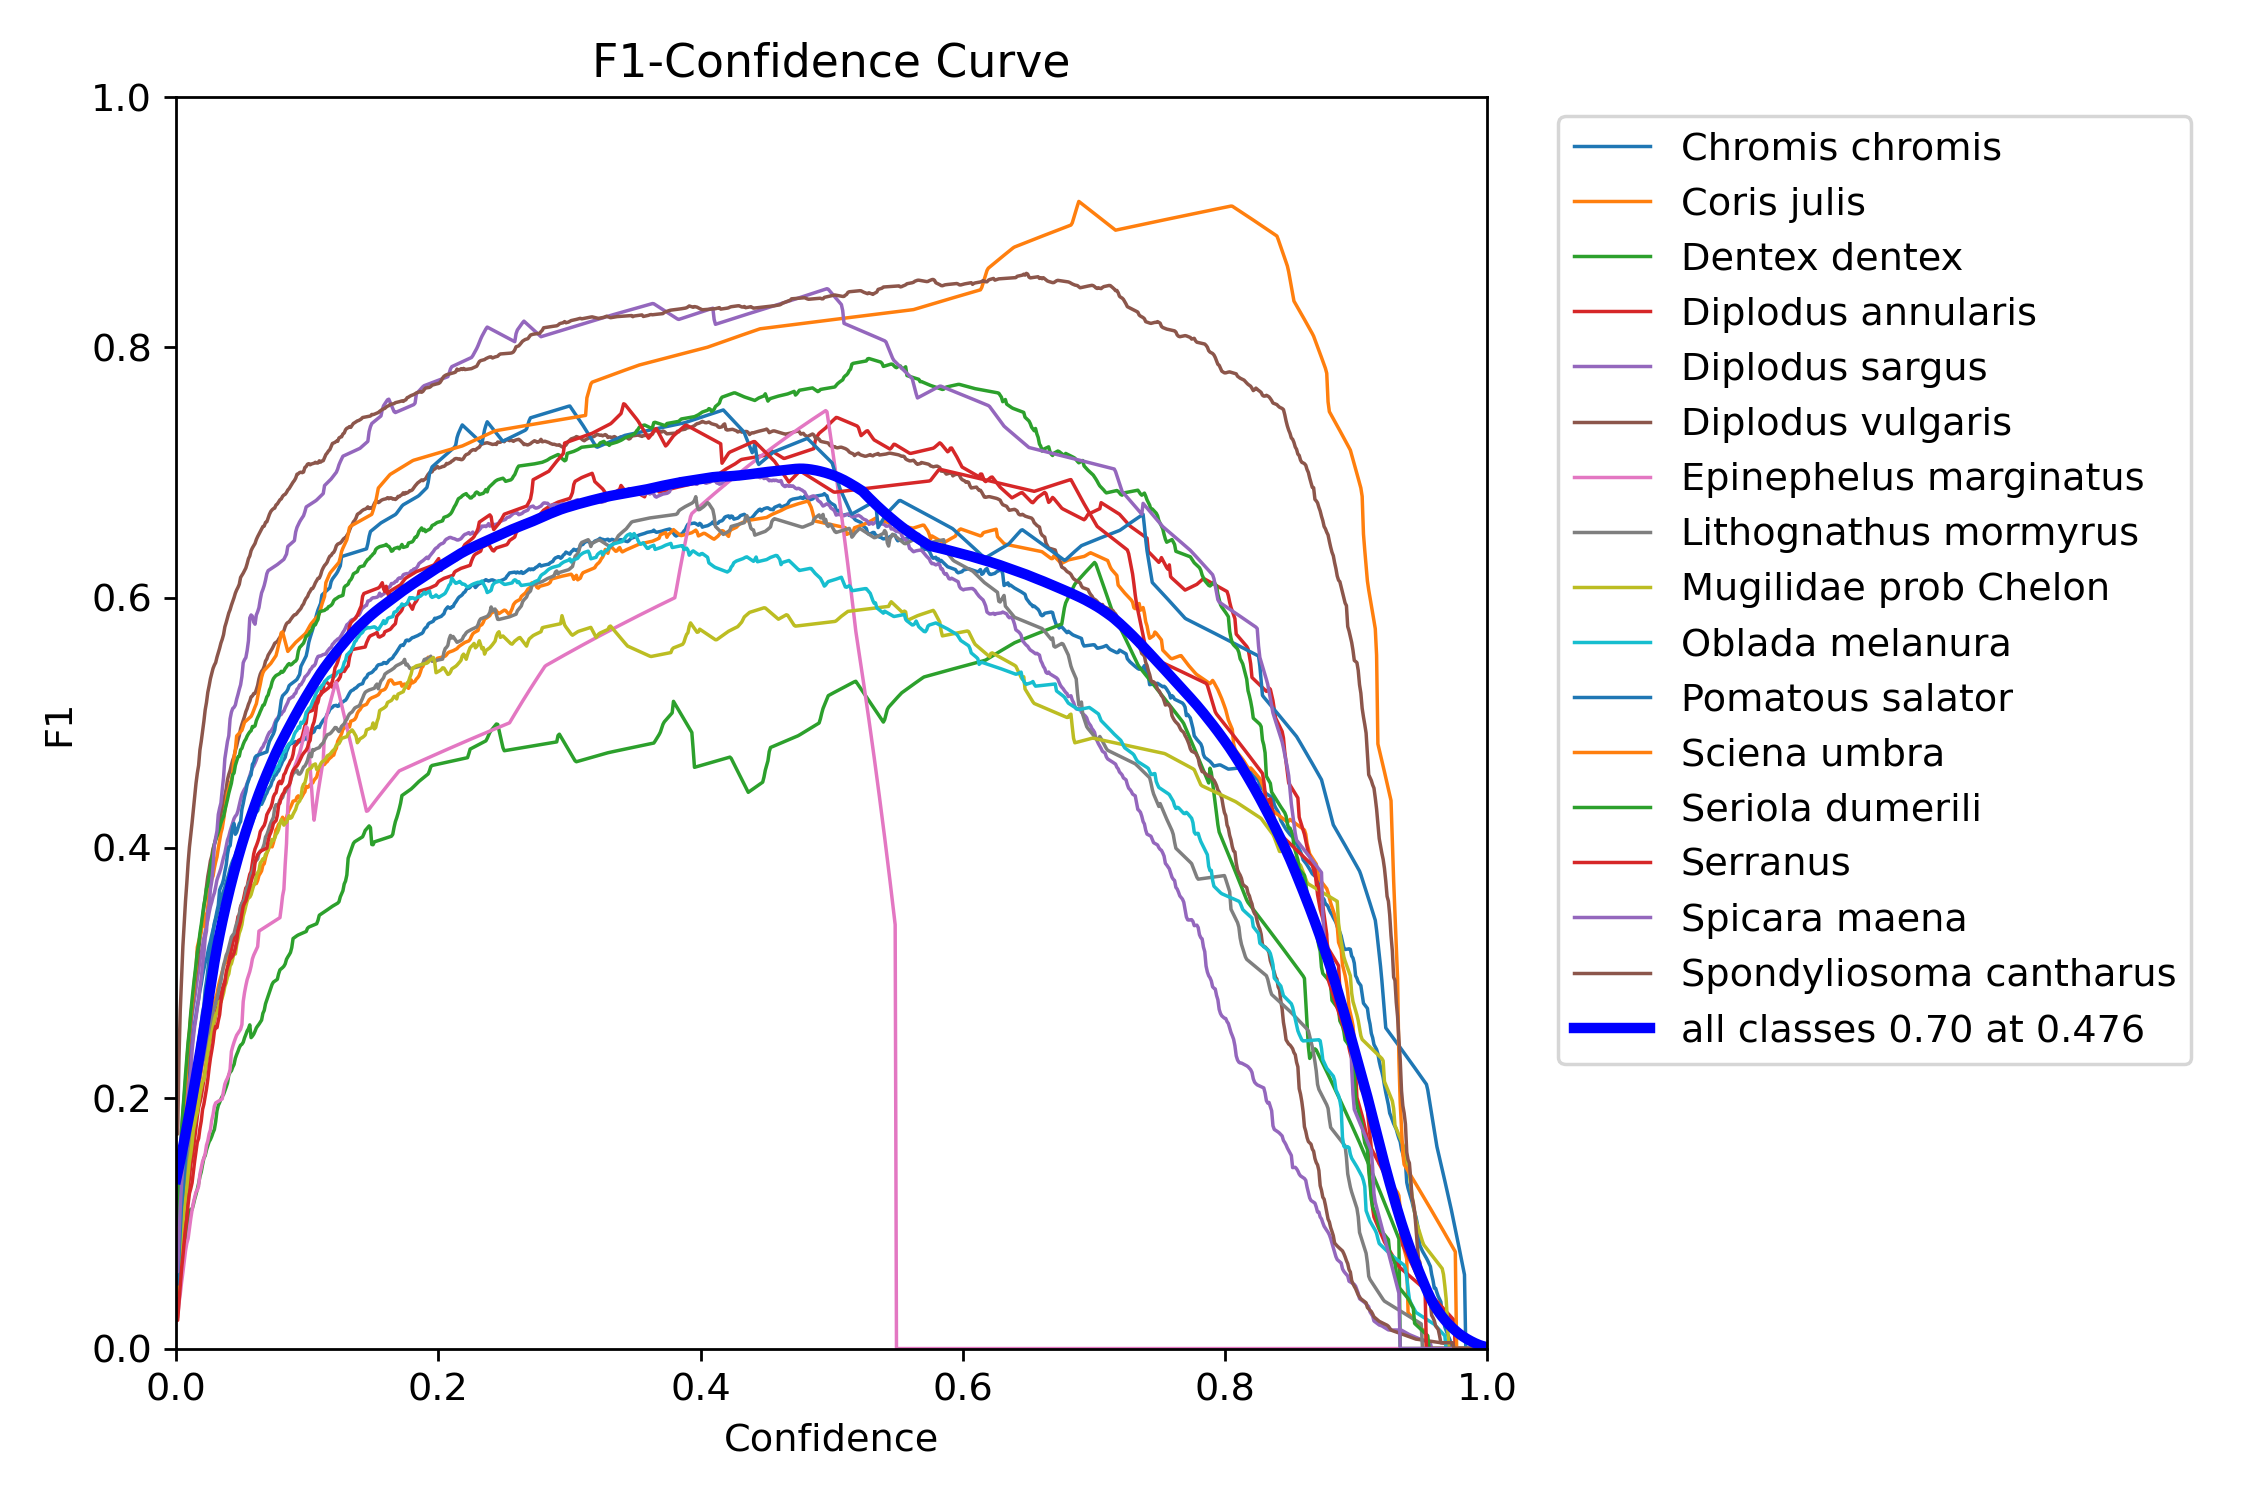 F1-Confidence Curve
1.0
0.8
0.6
0.4
0.2
0.0
F1
0.0 0.2 0.4 0.6 0.8 1.0
Confidence
Chromis chromis
Coris julis
Dentex dentex
Diplodus annularis
Diplodus sargus
Diplodus vulgaris
Epinephelus marginatus
Lithognathus mormyrus
Mugilidae prob Chelon
Oblada melanura
Pomatous salator
Sciena umbra
Seriola dumerili
Serranus
Spicara maena
Spondyliosoma cantharus
all classes 0.70 at 0.476